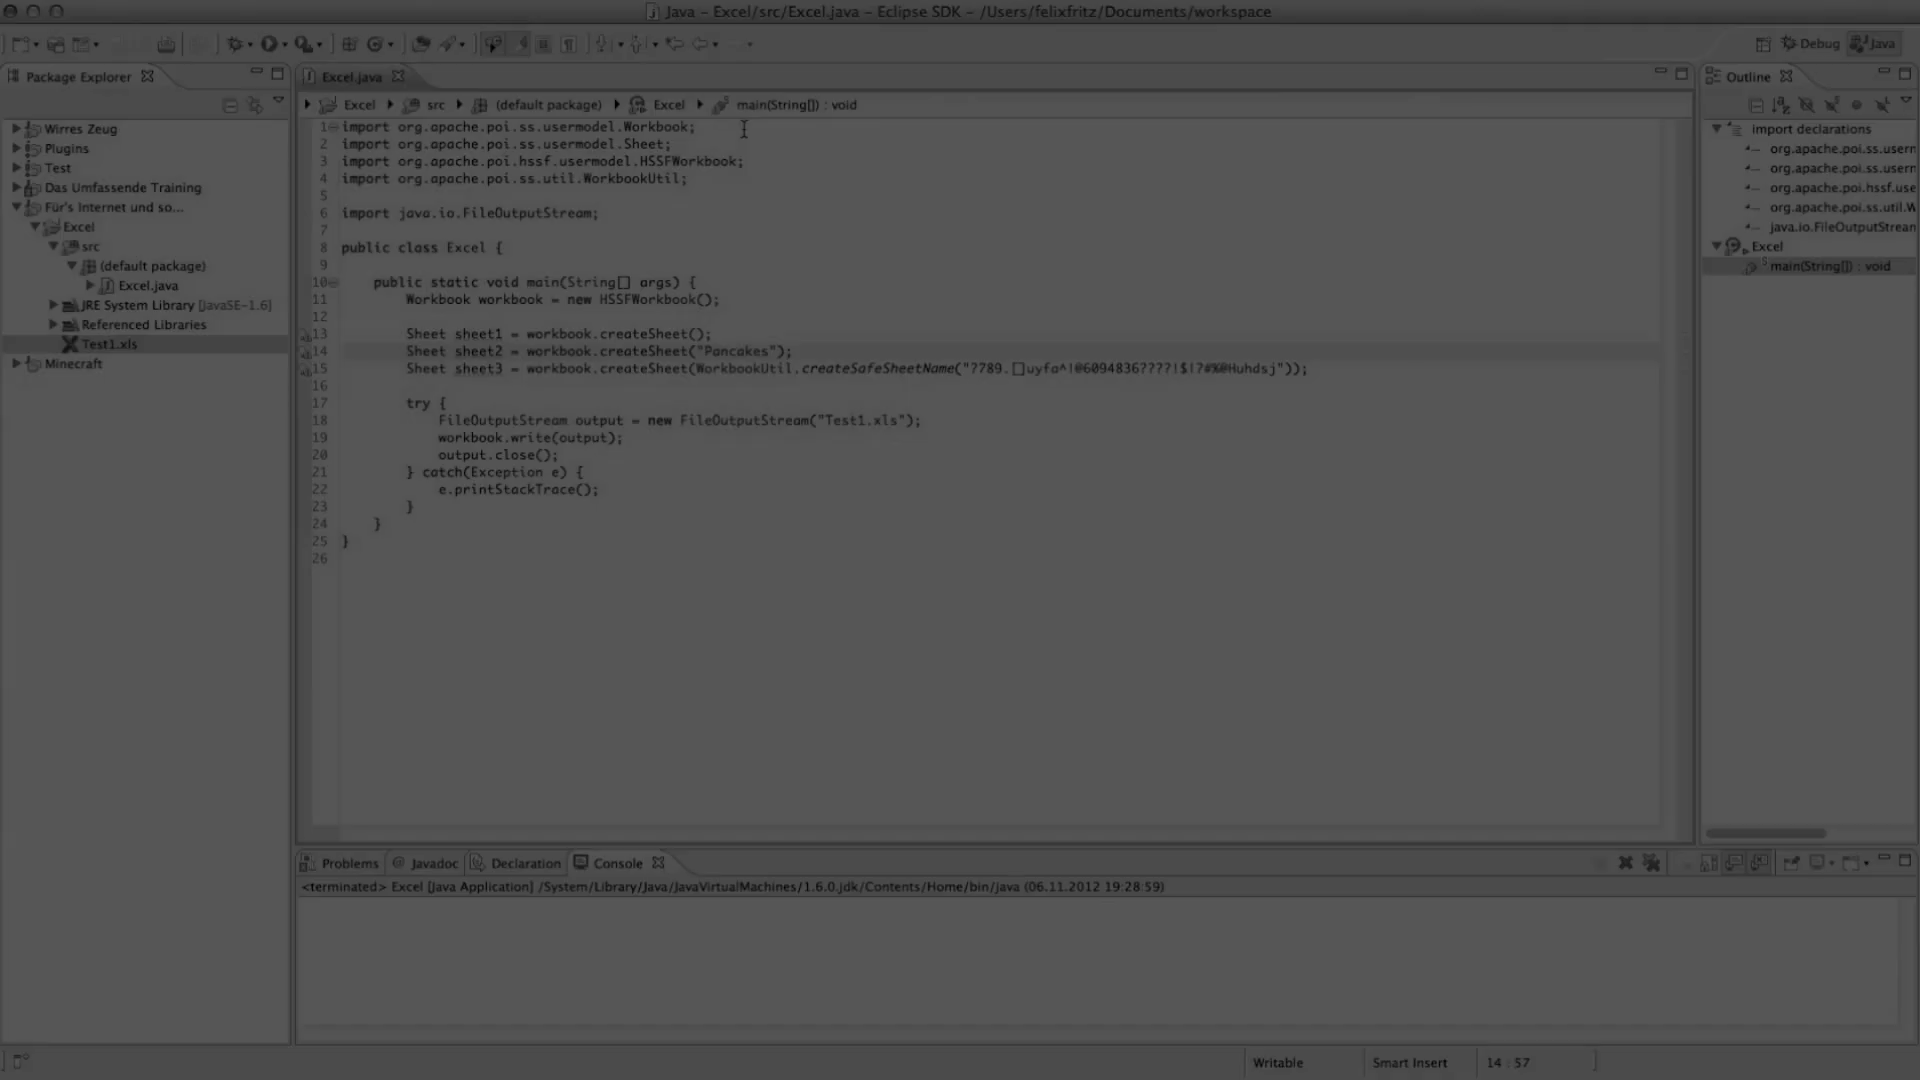 Java - Excel/src/Excel.java - Eclipse SDK - /Users/felixfritz/Documents/workspace
Debug Java
Package Explorer
Wirres Zeug
Plugins
Test
Das Umfassende Training
Für's Internet und so...
Excel
src
(default package)
Excel.java
JRE System Library [JavaSE-1.6]
Referenced Libraries
Test1.xls
Minecraft
Excel.java
Excel src (default package) Excel main(String[]) : void
1 import org.apache.poi.ss.usermodel.Workbook;
2 import org.apache.poi.ss.usermodel.Sheet;
3 import org.apache.poi.hssf.usermodel.HSSFWorkbook;
4 import org.apache.poi.ss.util.WorkbookUtil;
5
6 import java.io.FileOutputStream;
7
8 public class Excel {
9
10 public static void main(String[] args) {
11 Workbook workbook = new HSSFWorkbook();
12
13 Sheet sheet1 = workbook.createSheet();
14 Sheet sheet2 = workbook.createSheet("Pancakes");
15 Sheet sheet3 = workbook.createSheet(WorkbookUtil.createSafeSheetName("?789.[]uyfa^!@6094836????!$!?#%@Huhdsj"));
16
17 try {
18 FileOutputStream output = new FileOutputStream("Test1.xls");
19 workbook.write(output);
20 output.close();
21 } catch(Exception e) {
22 e.printStackTrace();
23 }
24 }
25 }
26
Outline
import declarations
org.apache.poi.ss.usern
org.apache.poi.ss.usern
org.apache.poi.hssf.use
org.apache.poi.ss.util.W
java.io.FileOutputStream
Excel
main(String[]) : void
Problems @ Javadoc Declaration Console
<terminated> Excel [Java Application] /System/Library/Java/JavaVirtualMachines/1.6.0.jdk/Contents/Home/bin/java (06.11.2012 19:28:59)
Writable Smart Insert 14 : 57